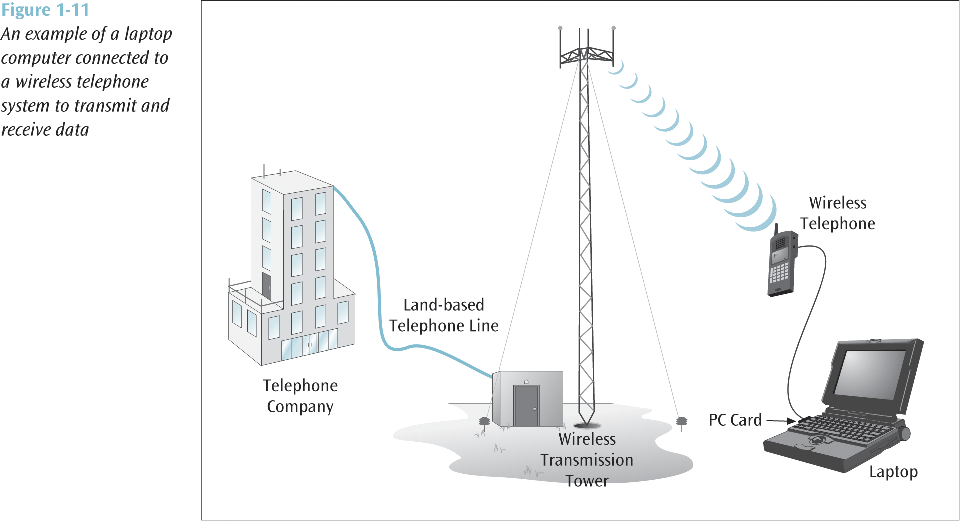 Figure 1-11
An example of a laptop
computer connected to
a wireless telephone
system to transmit and
receive data
Wireless
Telephone
Land-based
Telephone Line
Telephone
Company
PC Card
Wireless
Transmission
Tower
Laptop